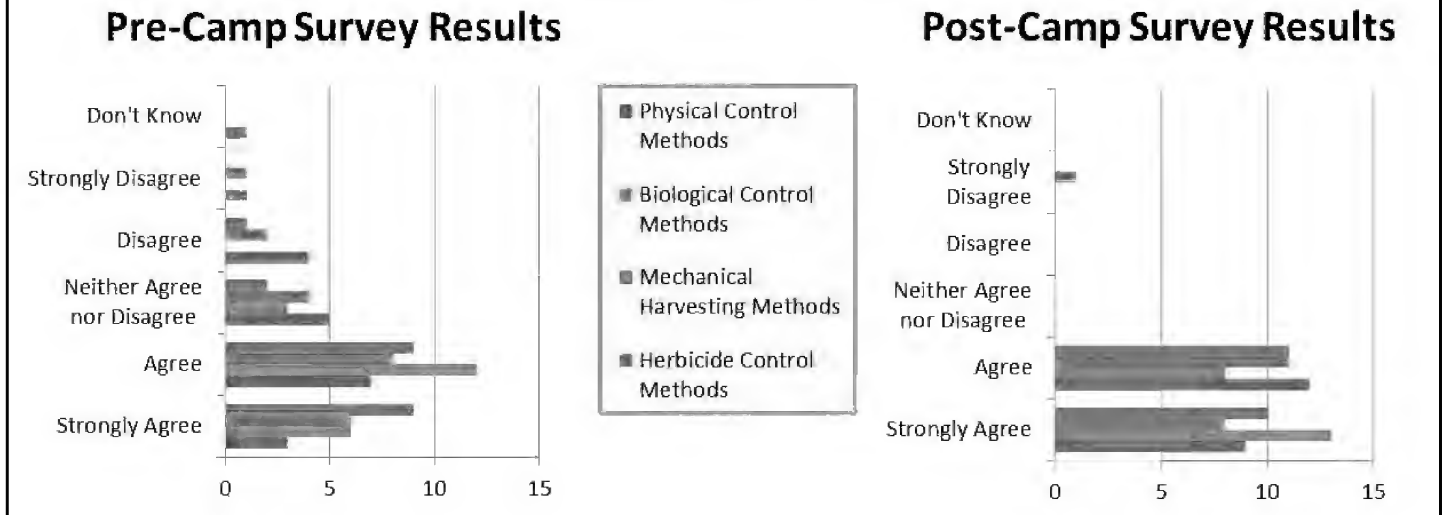 Pre-Camp Survey Results
Don't Know
Strongly Disagree
Disagree
Neither Agree
nor Disagree
Agree
Strongly Agree
0 5 10 15
Physical Control
Methods
Biological Control
Methods
Mechanical
Harvesting Methods
Herbicide Control
Methods
Post-Camp Survey Results
Don't Know
Strongly
Disagree
Disagree
Neither Agree
nor Disagree
Agree
Strongly Agree
0 5 10 15